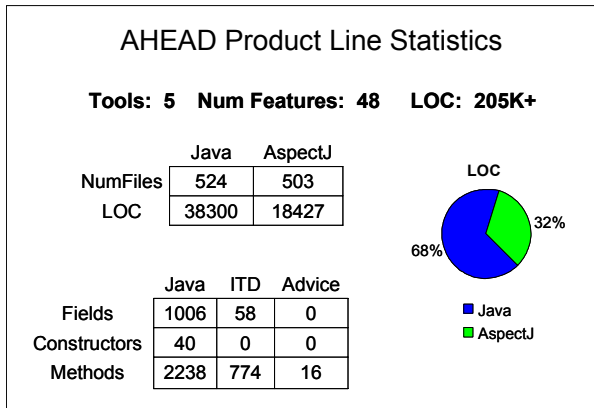 AHEAD Product Line Statistics
Tools: 5 Num Features: 48 LOC: 205K+
Java AspectJ
NumFiles 524 503
LOC 38300 18427
LOC
32%
68%
Java
AspectJ
Java ITD Advice
Fields 1006 58 0
Constructors 40 0 0
Methods 2238 774 16